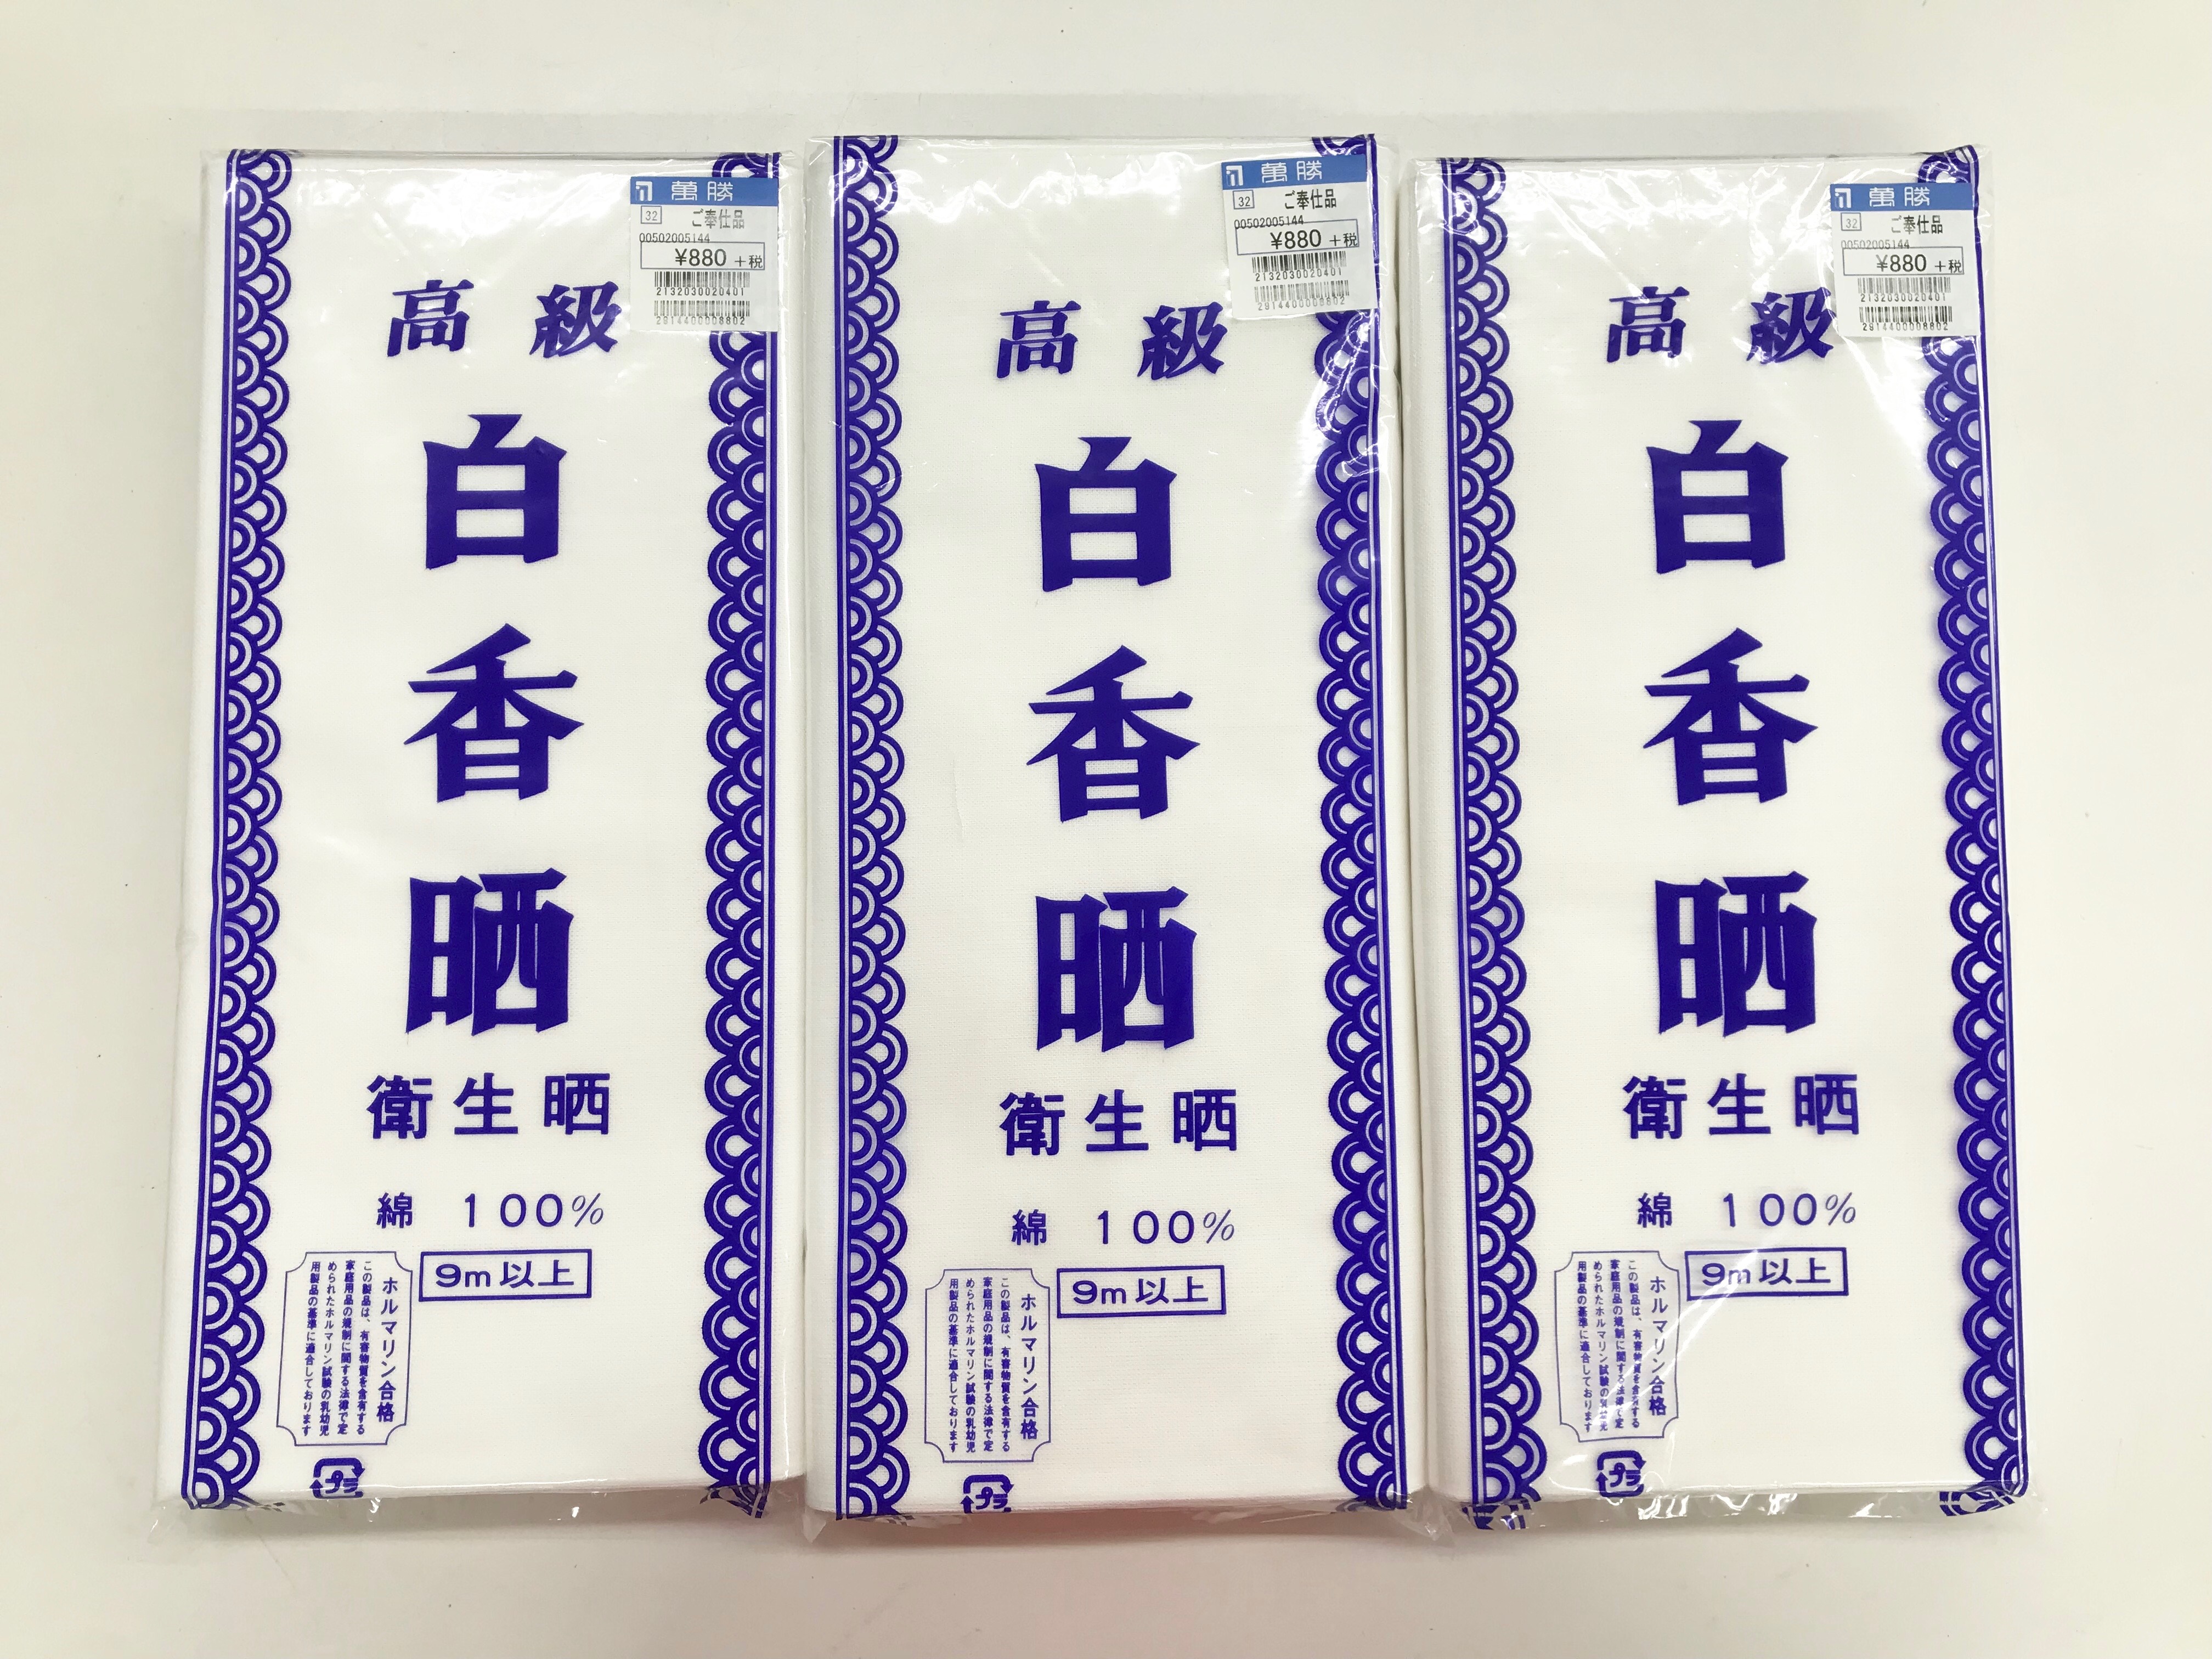 萬勝
32 ご奉仕品
00502005144
¥880 +税
2132030020401
2914400008802
高級
白香晒
衛生晒
綿 100%
9m以上
ホルマリン合格
この製品は、有害物質を含有する
家庭用品の規制に関する法律で定
められたホルマリン試験の乳幼児
用製品の基準に適合しております
プラ
萬勝
32 ご奉仕品
00502005144
¥880 +税
2132030020401
2914400008802
高級
白香晒
衛生晒
綿 100%
9m以上
ホルマリン合格
この製品は、有害物質を含有する
家庭用品の規制に関する法律で定
められたホルマリン試験の乳幼児
用製品の基準に適合しております
プラ
萬勝
32 ご奉仕品
00502005144
¥880 +税
2132030020401
2914400008802
高級
白香晒
衛生晒
綿 100%
9m以上
ホルマリン合格
この製品は、有害物質を含有する
家庭用品の規制に関する法律で定
められたホルマリン試験の乳幼児
用製品の基準に適合しております
プラ